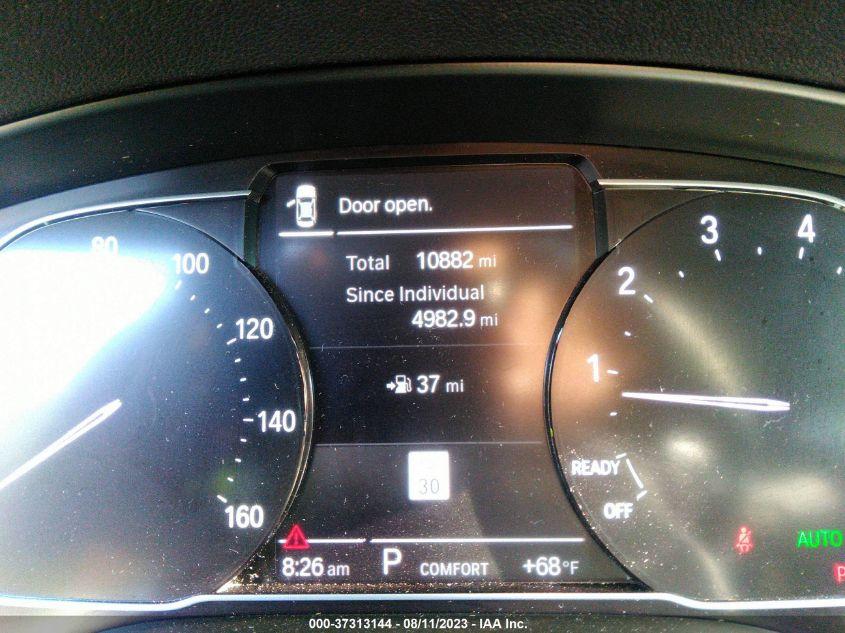 Door open.
Total 10882 mi
Since Individual
4982.9 mi
37 mi
30
8:26 am P COMFORT +68°F
80
100
120
140
160
1
2
3
4
READY
OFF
AUTO
P
000-37313144 - 08/11/2023 - IAA Inc.